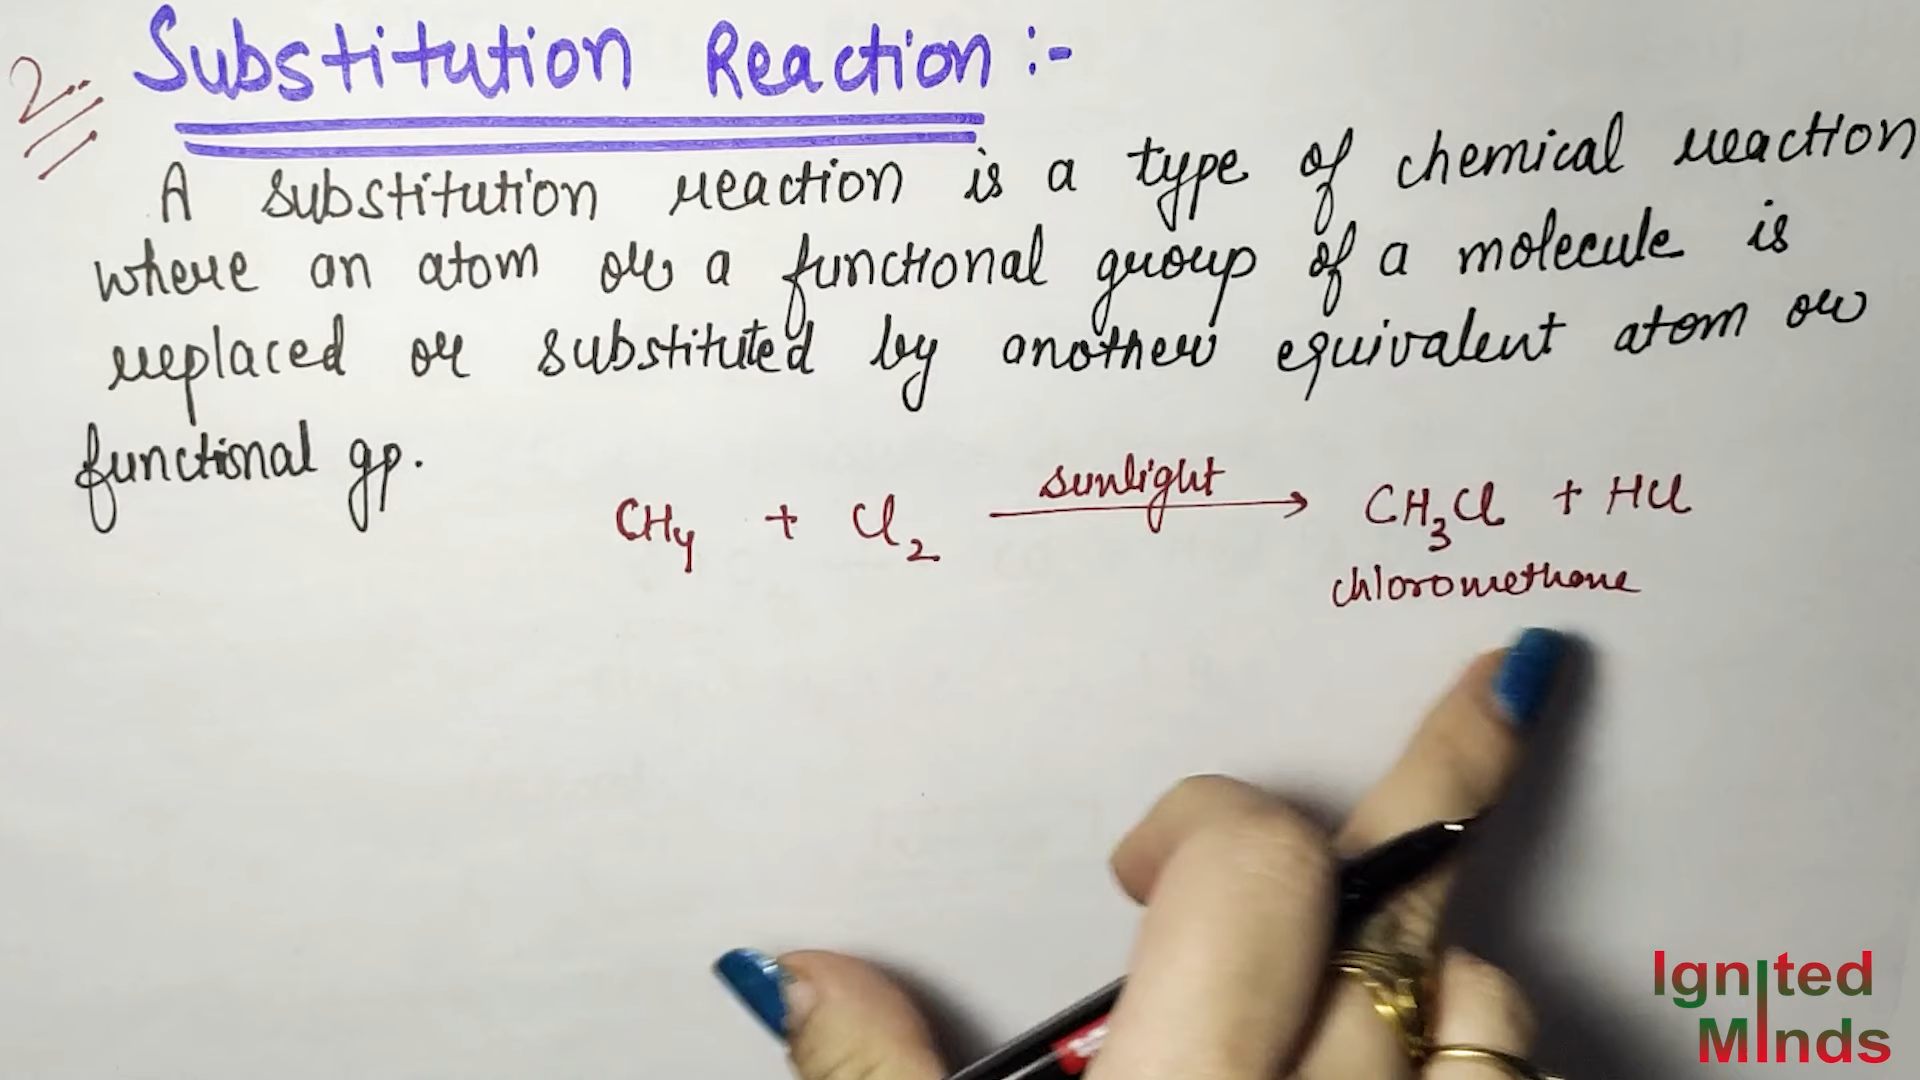 2. Substitution Reaction :-
A substitution reaction is a type of chemical reaction
where an atom or a functional group of a molecule is
replaced or substituted by another equivalent atom or
functional gp.
CH4 + Cl2 sunlight → CH3Cl + HCl
chloromethane
Ignited
Minds